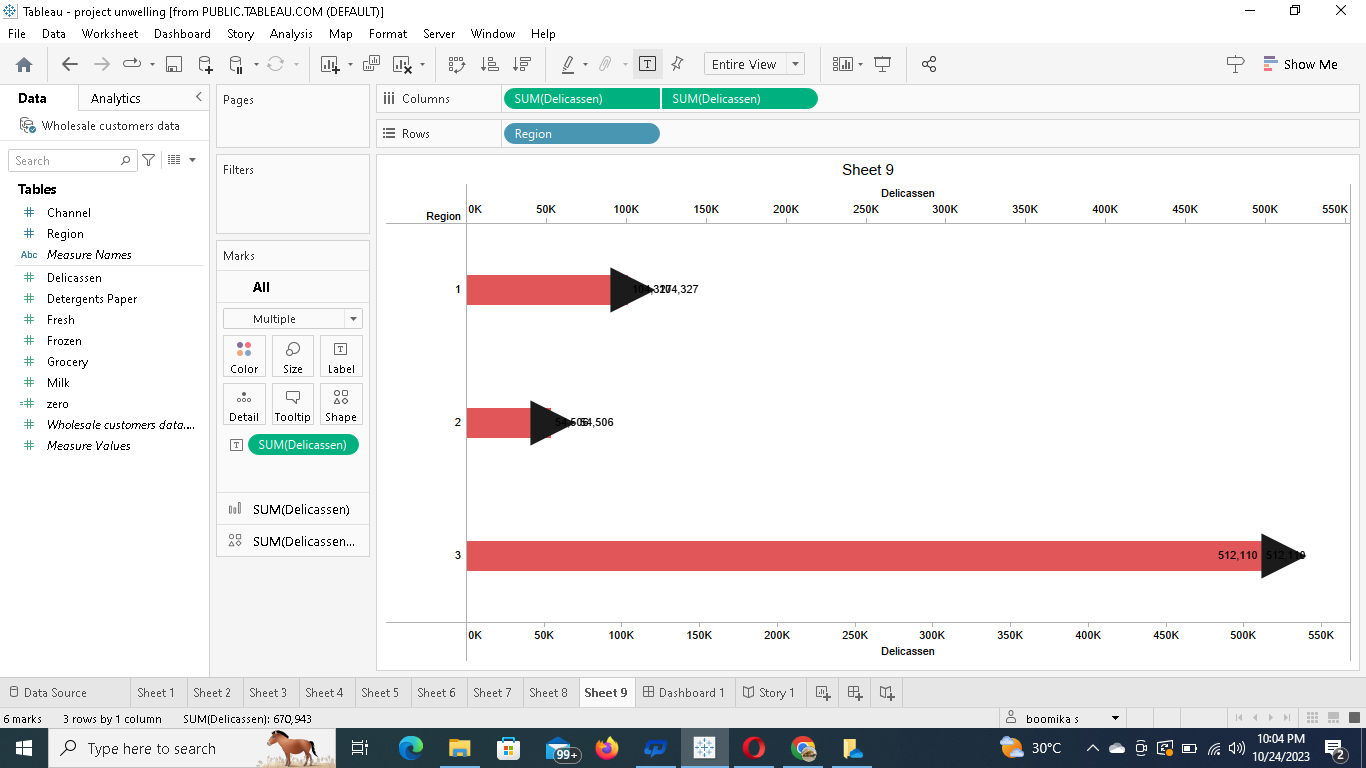 Tableau - project unwelling [from PUBLIC.TABLEAU.COM (DEFAULT)]
File Data Worksheet Dashboard Story Analysis Map Format Server Window Help
Entire View
Show Me
Data Analytics
Wholesale customers data
Search
Tables
Channel
Region
Abc Measure Names
Delicassen
Detergents Paper
Fresh
Frozen
Grocery
Milk
zero
Wholesale customers data....
Measure Values
Pages
Filters
Marks
All
Multiple
Color Size Label
Detail Tooltip Shape
SUM(Delicassen)
SUM(Delicassen)
SUM(Delicassen...
Columns SUM(Delicassen) SUM(Delicassen)
Rows Region
Sheet 9
Delicassen
Region 0K 50K 100K 150K 200K 250K 300K 350K 400K 450K 500K 550K
1 104,327 104,327
2 54,506 54,506
3 512,110 512,110
0K 50K 100K 150K 200K 250K 300K 350K 400K 450K 500K 550K
Delicassen
Data Source Sheet 1 Sheet 2 Sheet 3 Sheet 4 Sheet 5 Sheet 6 Sheet 7 Sheet 8 Sheet 9 Dashboard 1 Story 1
6 marks 3 rows by 1 column SUM(Delicassen): 670,943 boomika s
Type here to search
99+
30°C
10:04 PM
10/24/2023
2